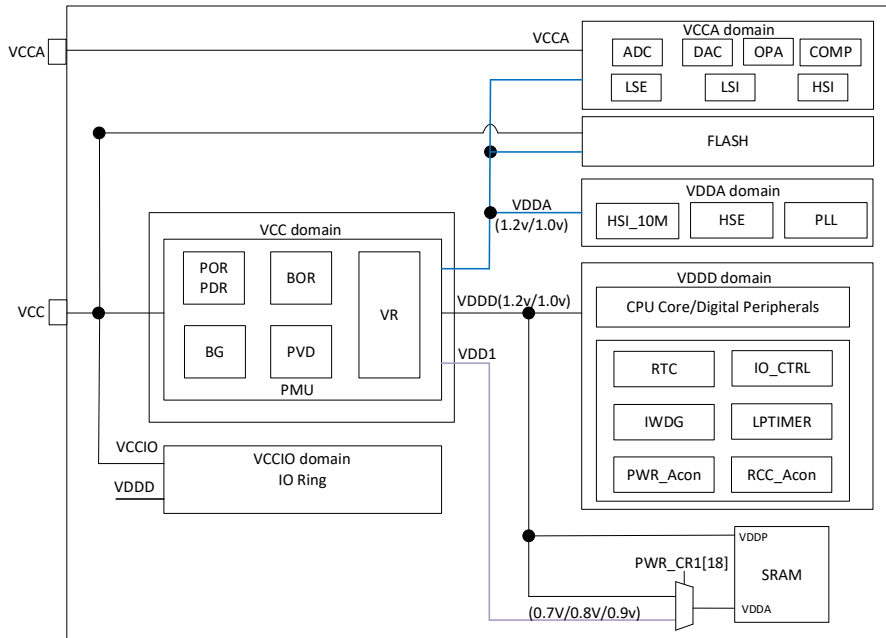 VCCA
VCCA
VCCA domain
ADC
DAC
OPA
COMP
LSE
LSI
HSI
FLASH
VDDA domain
VDDA
(1.2v/1.0v)
HSI_10M
HSE
PLL
VCC domain
POR
PDR
BOR
VR
BG
PVD
PMU
VCC
VDDD(1.2v/1.0v)
VDD1
VDDD domain
CPU Core/Digital Peripherals
RTC
IO_CTRL
IWDG
LPTIMER
PWR_Acon
RCC_Acon
VCCIO
VCCIO domain
IO Ring
VDDD
VDDP
SRAM
VDDA
PWR_CR1[18]
(0.7V/0.8V/0.9v)